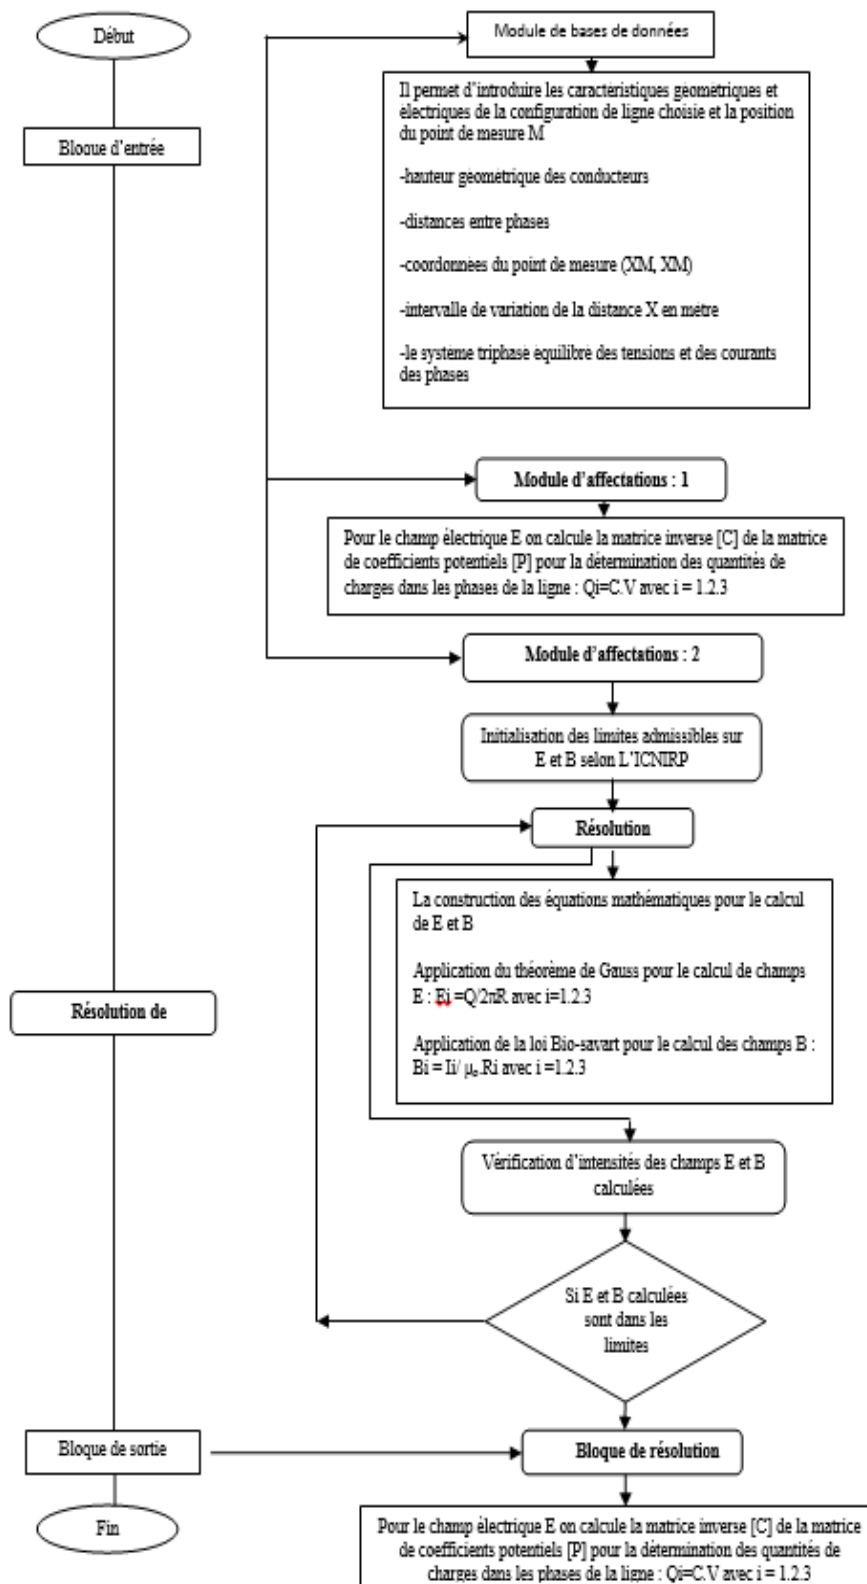 Début
Bloque d'entrée
Résolution de
Bloque de sortie
Fin
Module de bases de données
Il permet d'introduire les caractéristiques géométriques et
électriques de la configuration de ligne choisie et la position
du point de mesure M
-hauteur géométrique des conducteurs
-distances entre phases
-coordonnées du point de mesure (XM, XM)
-intervalle de variation de la distance X en mètre
-le système triphasé équilibré des tensions et des courants
des phases
Module d'affectations : 1
Pour le champ électrique E on calcule la matrice inverse [C] de la matrice
de coefficients potentiels [P] pour la détermination des quantités de
charges dans les phases de la ligne : Qi=C.V avec i = 1.2.3
Module d'affectations : 2
Initialisation des limites admissibles sur
E et B selon L'ICNIRP
Résolution
La construction des équations mathématiques pour le calcul
de E et B
Application du théorème de Gauss pour le calcul de champs
E : Ei =Q/2πR avec i=1.2.3
Application de la loi Bio-savart pour le calcul des champs B :
Bi = Ii/ μ₀.Ri avec i =1.2.3
Vérification d'intensités des champs E et B
calculées
Si E et B calculées
sont dans les
limites
Bloque de résolution
Pour le champ électrique E on calcule la matrice inverse [C] de la matrice
de coefficients potentiels [P] pour la détermination des quantités de
charges dans les phases de la ligne : Qi=C.V avec i = 1.2.3